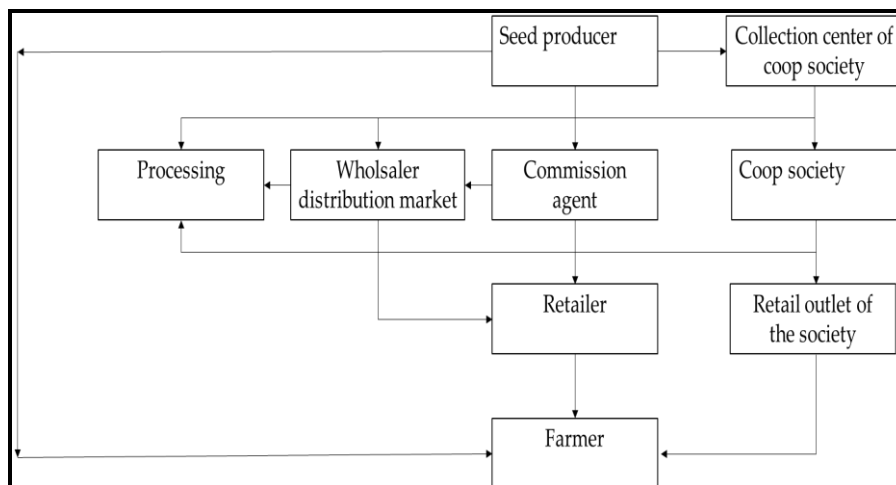 Seed producer
Collection center of
coop society
Processing
Wholsaler
distribution market
Commission
agent
Coop society
Retailer
Retail outlet of
the society
Farmer